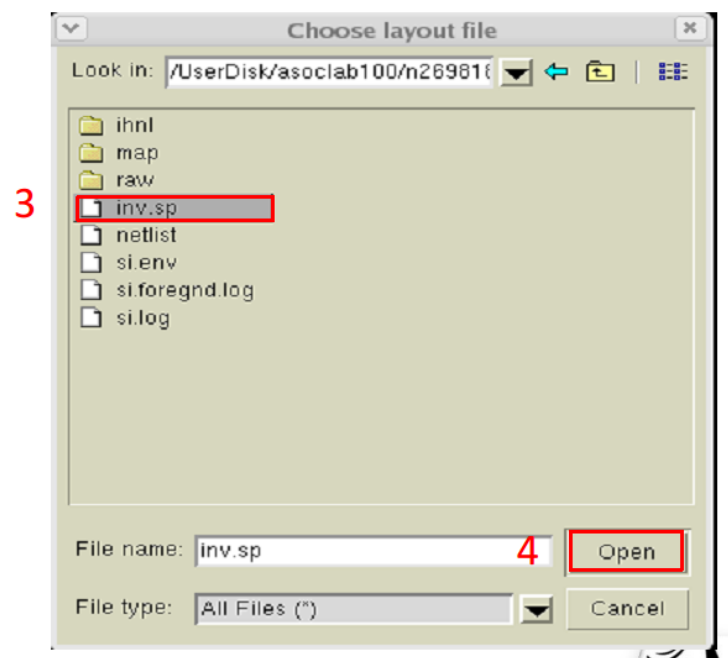 Choose layout file
Look in: /UserDisk/asoclab100/n269818
ihnl
map
raw
3 inv.sp
netlist
si.env
si.foregnd.log
si.log
File name: inv.sp 4 Open
File type: All Files (*) Cancel